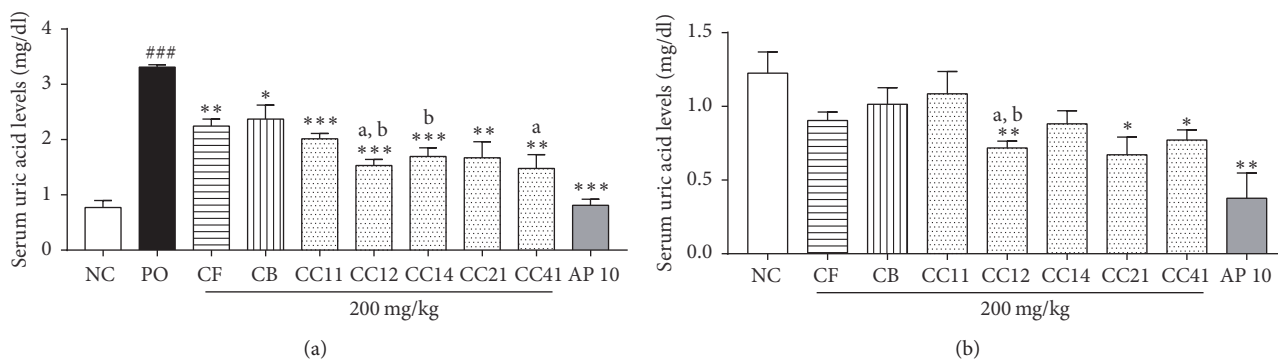 Serum uric acid levels (mg/dl)
4
3
2
1
0
###
**
*
***
a, b
***
b
***
**
a
**
***
NC PO CF CB CC11 CC12 CC14 CC21 CC41 AP 10
200 mg/kg
(a)
Serum uric acid levels (mg/dl)
1.5
1.0
0.5
0.0
a, b
**
*
*
**
NC CF CB CC11 CC12 CC14 CC21 CC41 AP 10
200 mg/kg
(b)